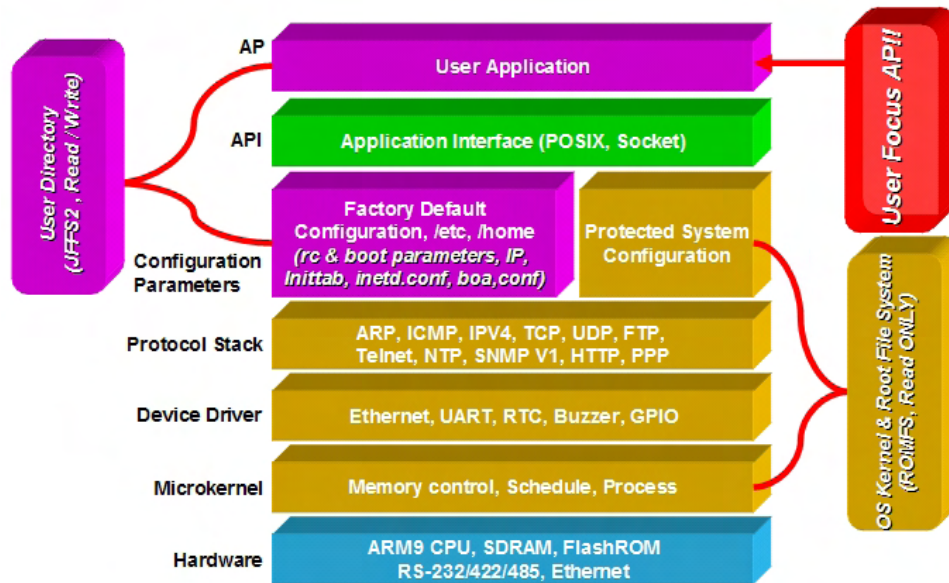 AP
User Application
API
Application Interface (POSIX, Socket)
Configuration
Parameters
Factory Default
Configuration, /etc, /home
(rc & boot parameters, IP,
Inittab, inetd.conf, boa,conf)
Protected System
Configuration
Protocol Stack
ARP, ICMP, IPV4, TCP, UDP, FTP,
Telnet, NTP, SNMP V1, HTTP, PPP
Device Driver
Ethernet, UART, RTC, Buzzer, GPIO
Microkernel
Memory control, Schedule, Process
Hardware
ARM9 CPU, SDRAM, FlashROM
RS-232/422/485, Ethernet
User Directory
(JFFS2 , Read / Write)
User Focus API!!
OS Kernel & Root File System
(ROMFS, Read ONLY)